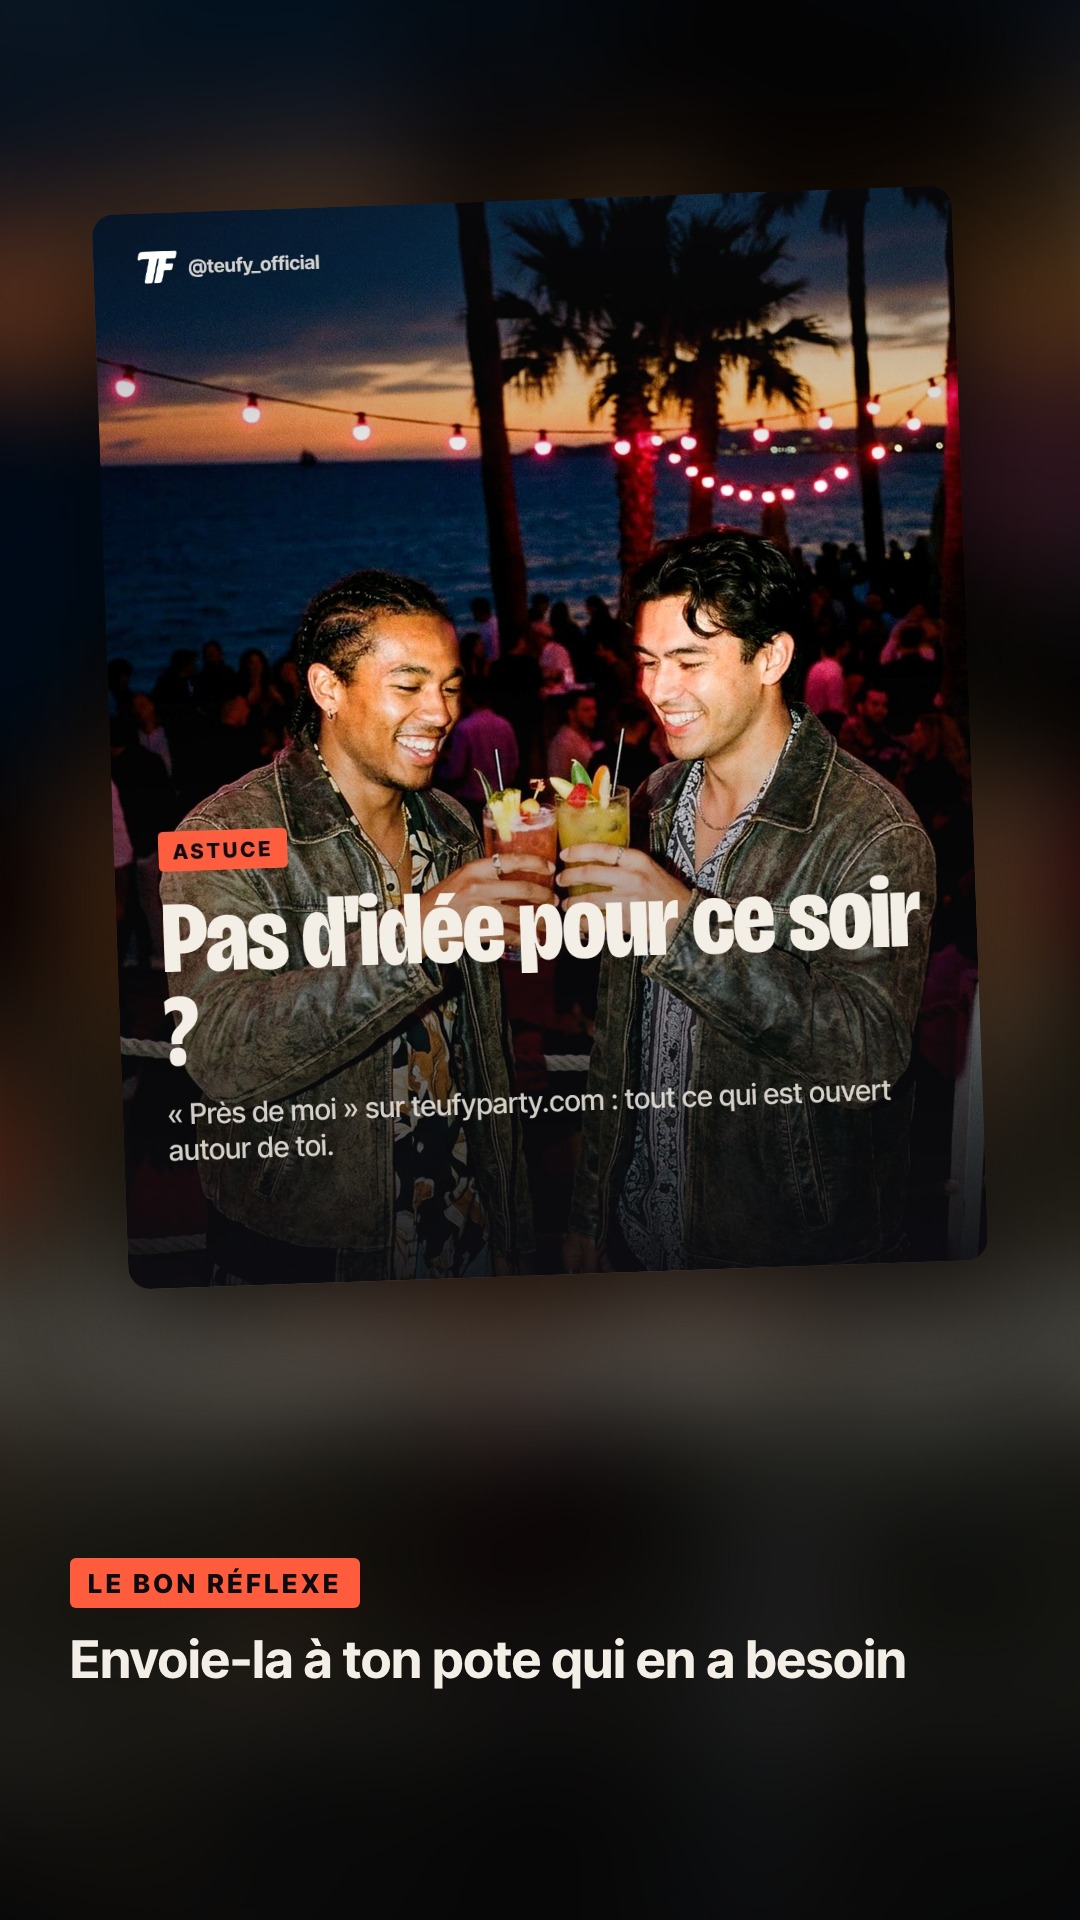 TF @teufy_official
ASTUCE
Pas d'idée pour ce soir
?
« Près de moi » sur teufyparty.com : tout ce qui est ouvert
autour de toi.
LE BON RÉFLEXE
Envoie-la à ton pote qui en a besoin